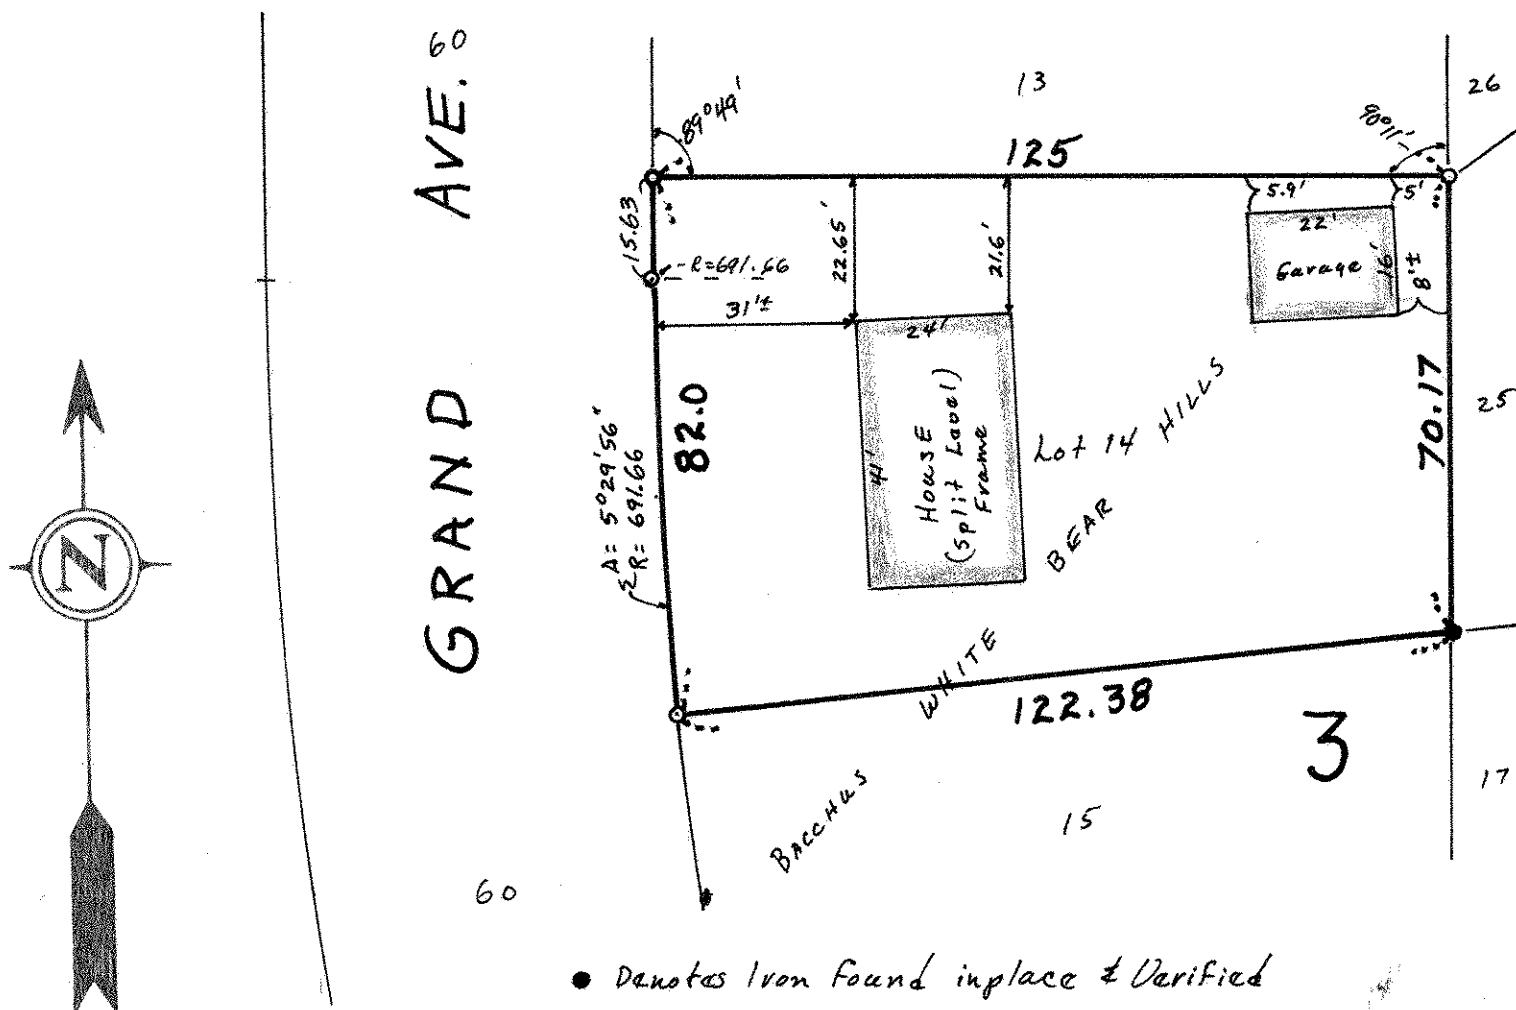 60
GRAND AVE.
13
26
89°49'
90°11'
125
15.63
R=691.66
31'±
22.65'
21.6'
5.9'
5'
22'
Garage
16'
8'±
24'
41'
HOUSE
(Split Lavel)
Frame
Lot 14
82.0
Δ= 5°29'56"
R= 691.66
70.17
25
N
BACCHUS WHITE BEAR HILLS
122.38
3
15
17
60
● Denotes Iron Found inplace & Verified